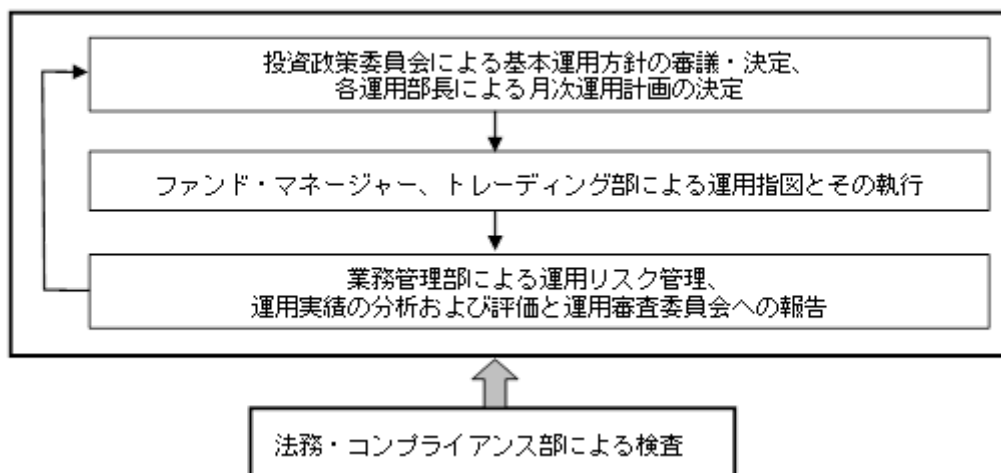 投資政策委員会による基本運用方針の審議・決定、
各運用部長による月次運用計画の決定
ファンド・マネージャー、トレーディング部による運用指図とその執行
業務管理部による運用リスク管理、
運用実績の分析および評価と運用審査委員会への報告
法務・コンプライアンス部による検査